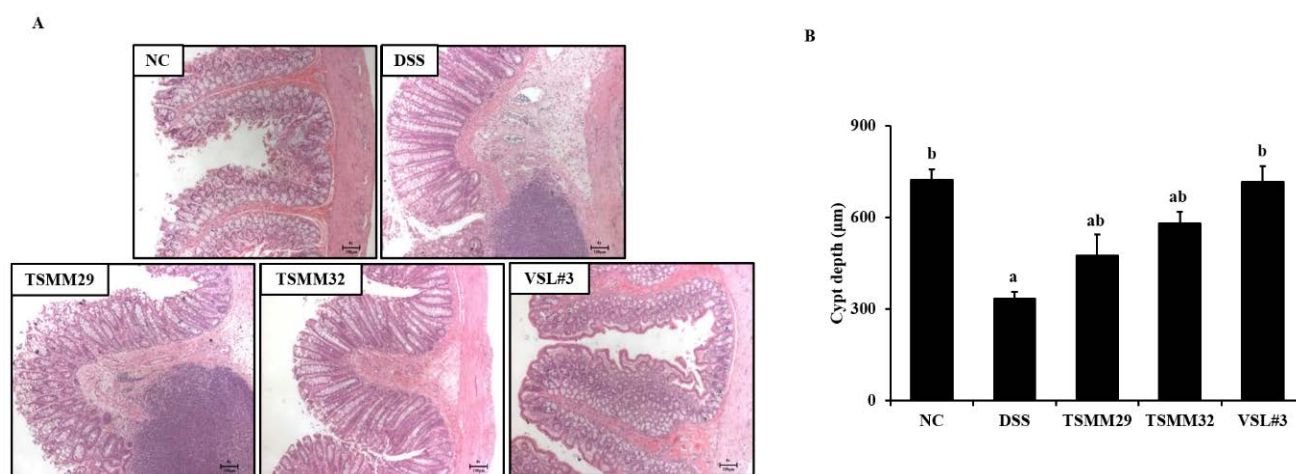 A
NC
DSS
TSMM29
TSMM32
VSL#3
B
Cypt depth (μm)
900
600
300
0
b
a
ab
ab
b
NC
DSS
TSMM29
TSMM32
VSL#3